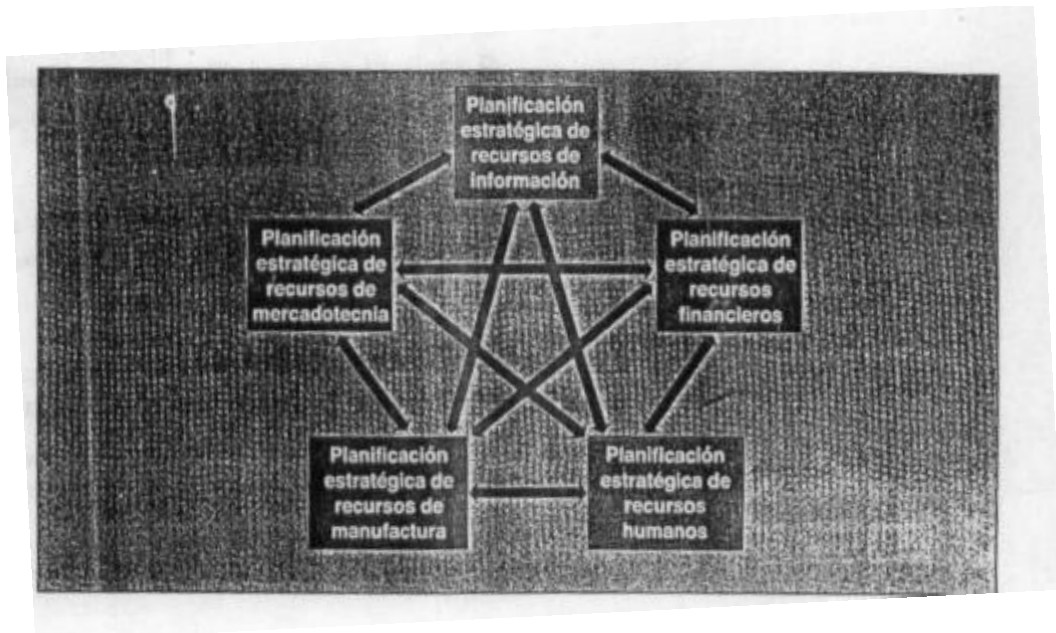 Planificación
estratégica de
recursos de
información
Planificación
estratégica de
recursos de
mercadotecnia
Planificación
estratégica de
recursos
financieros
Planificación
estratégica de
recursos de
manufactura
Planificación
estratégica de
recursos
humanos